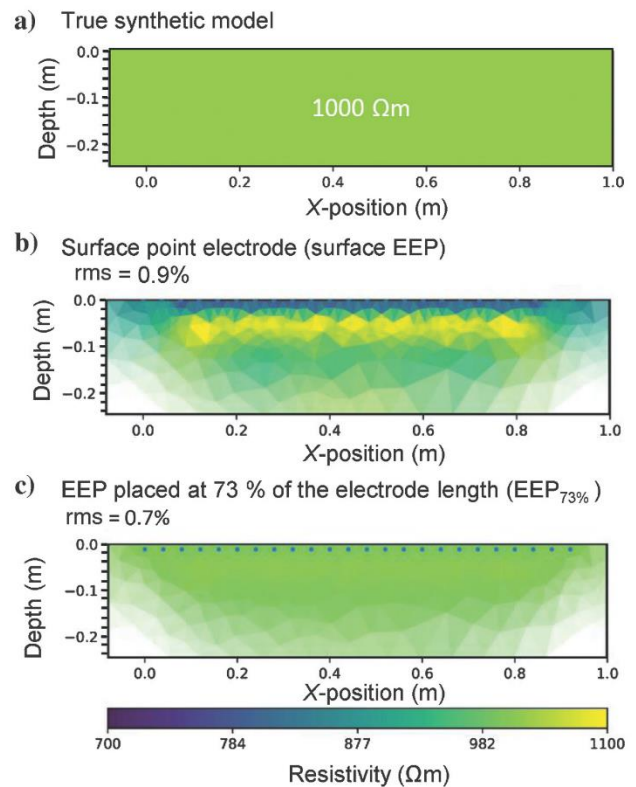 a) True synthetic model
0.0
−0.1
−0.2
Depth (m)
1000 Ωm
0.0 0.2 0.4 0.6 0.8 1.0
X-position (m)
b) Surface point electrode (surface EEP)
rms = 0.9%
0.0
−0.1
−0.2
Depth (m)
0.0 0.2 0.4 0.6 0.8 1.0
X-position (m)
c) EEP placed at 73 % of the electrode length (EEP73%)
rms = 0.7%
0.0
−0.1
−0.2
Depth (m)
0.0 0.2 0.4 0.6 0.8 1.0
X-position (m)
700 784 877 982 1100
Resistivity (Ωm)